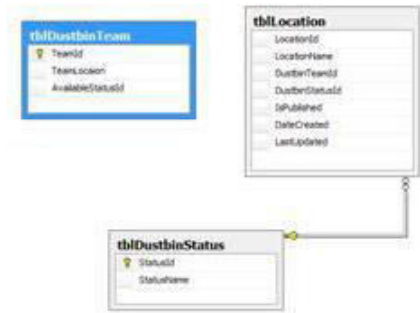 tblDustbinTeam
TeamId
TeamLocaion
AvailableStatusId
tblLocation
LocationId
LocationName
DustbinTeamId
DustbinStatusId
IsPublished
DateCreated
LastUpdated
tblDustbinStatus
StatusId
StatusName